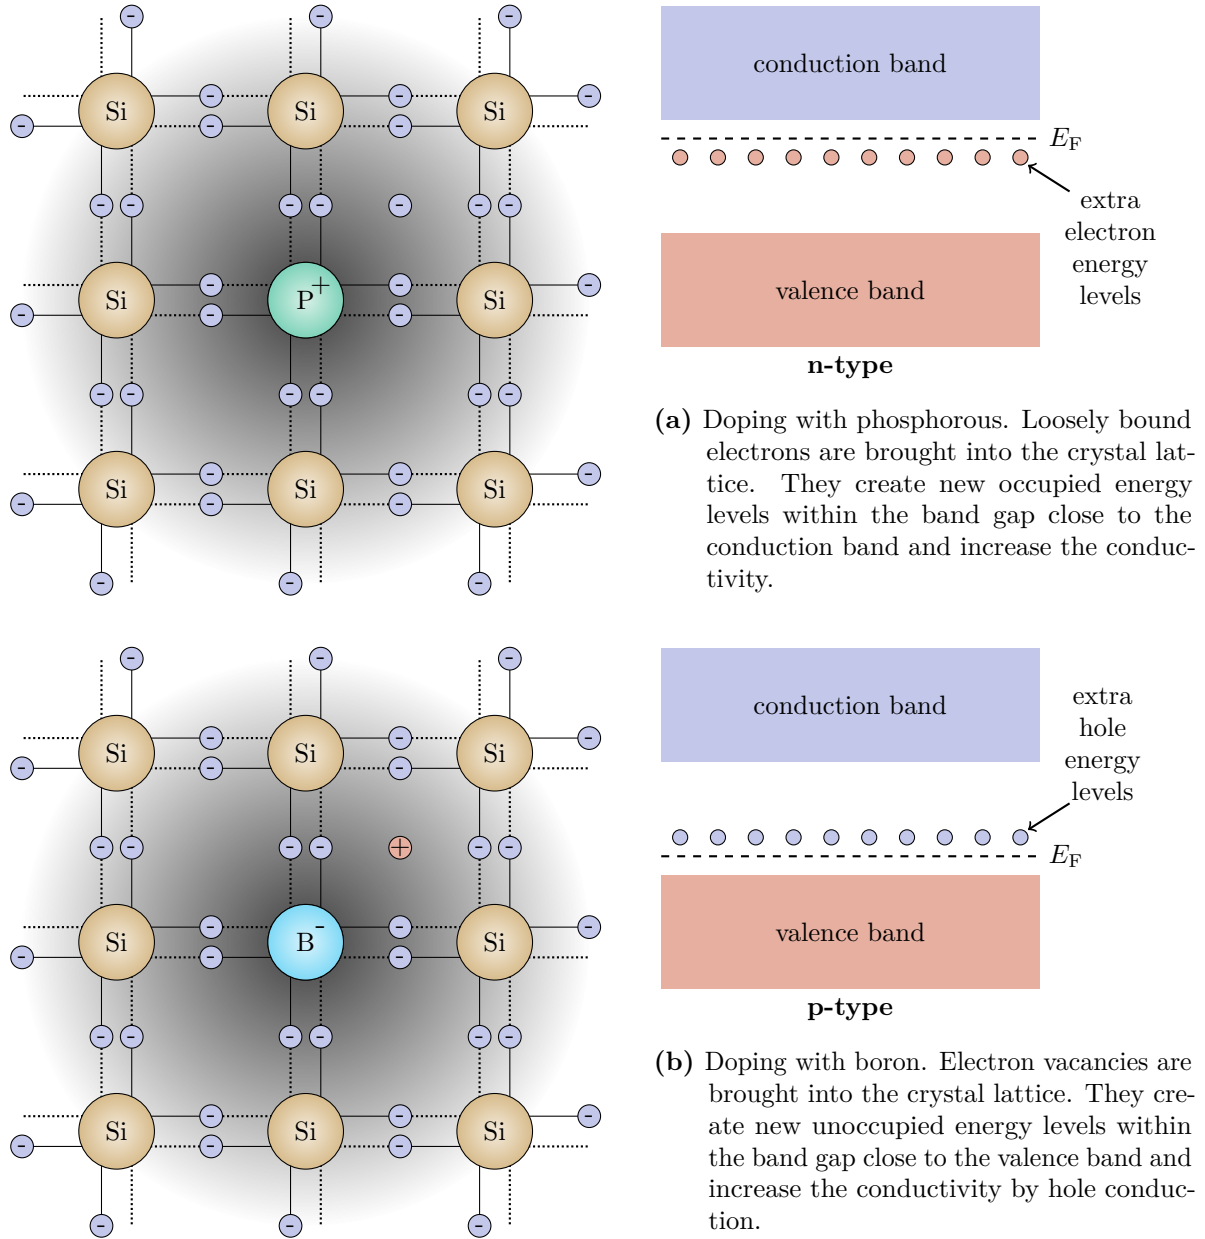 Si Si Si
Si P+ Si
Si Si Si
conduction band
E_F
extra
electron
energy
levels
valence band
n-type
(a) Doping with phosphorous. Loosely bound
electrons are brought into the crystal lat-
tice. They create new occupied energy
levels within the band gap close to the
conduction band and increase the conduc-
tivity.
Si Si Si
Si B- Si
Si Si Si
conduction band
extra
hole
energy
levels
E_F
valence band
p-type
(b) Doping with boron. Electron vacancies are
brought into the crystal lattice. They cre-
ate new unoccupied energy levels within
the band gap close to the valence band and
increase the conductivity by hole conduc-
tion.